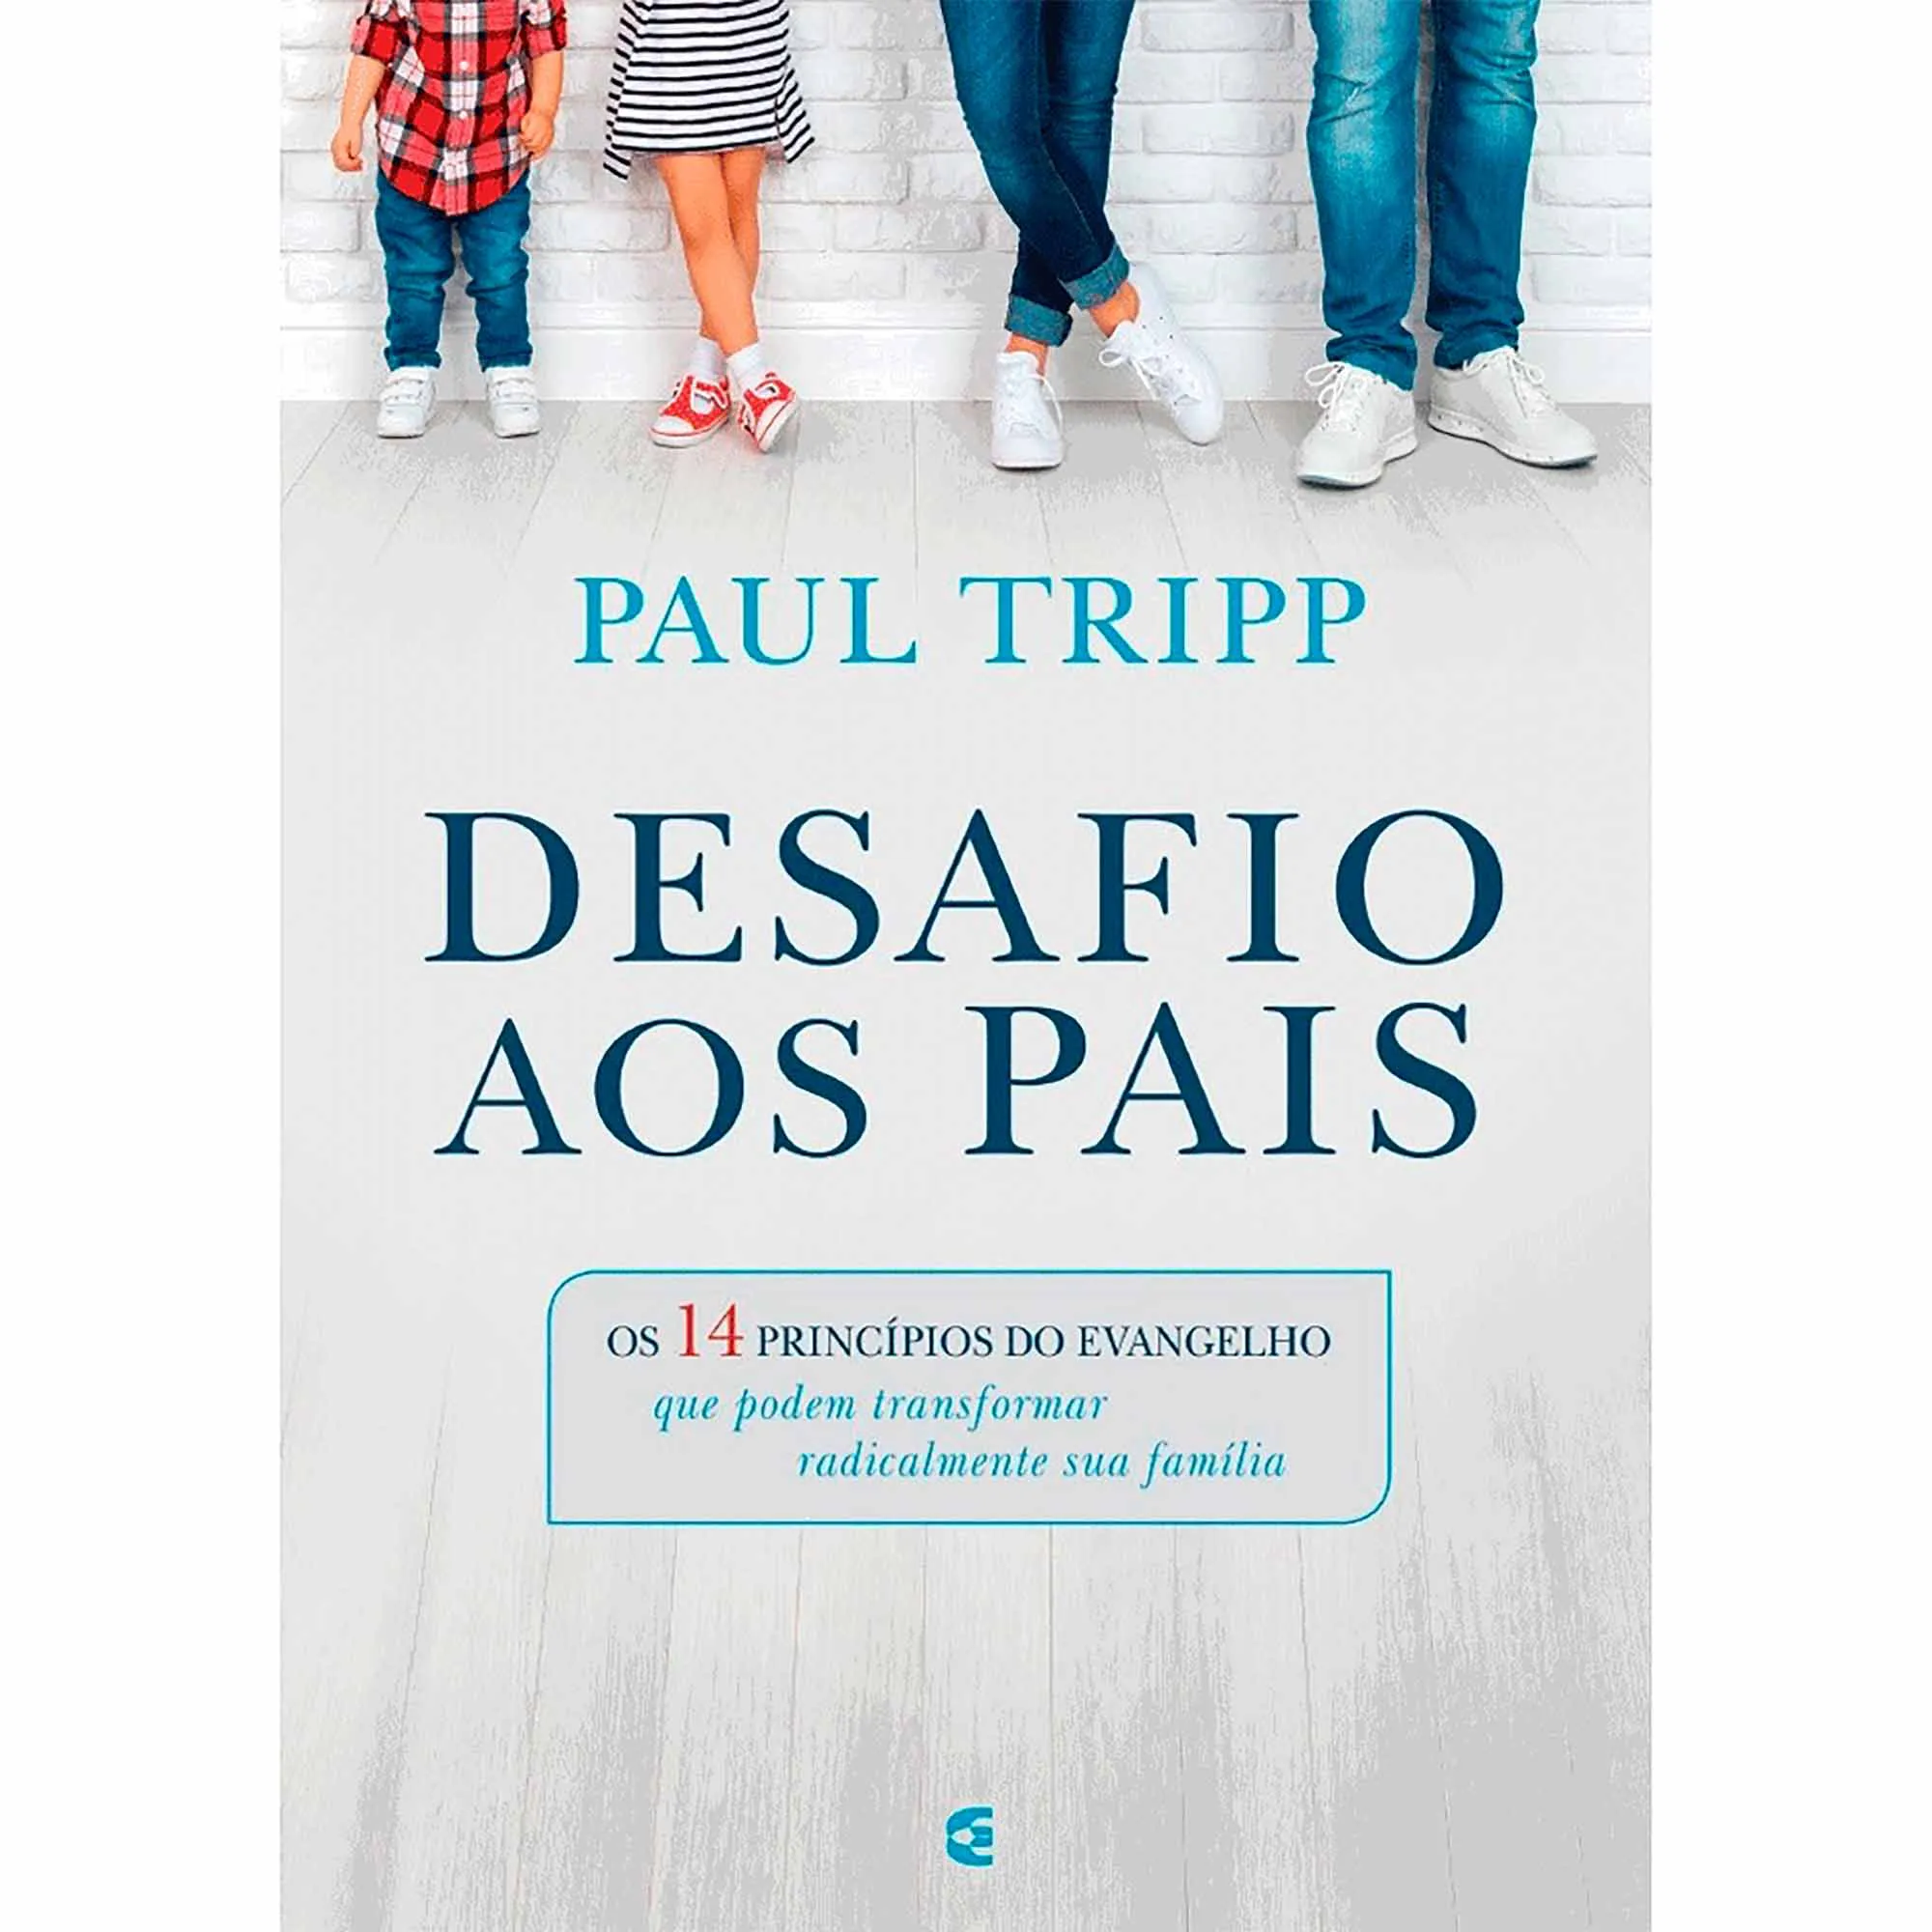 PAUL TRIPP
DESAFIO
AOS PAIS
OS 14 PRINCÍPIOS DO EVANGELHO
que podem transformar
radicalmente sua família